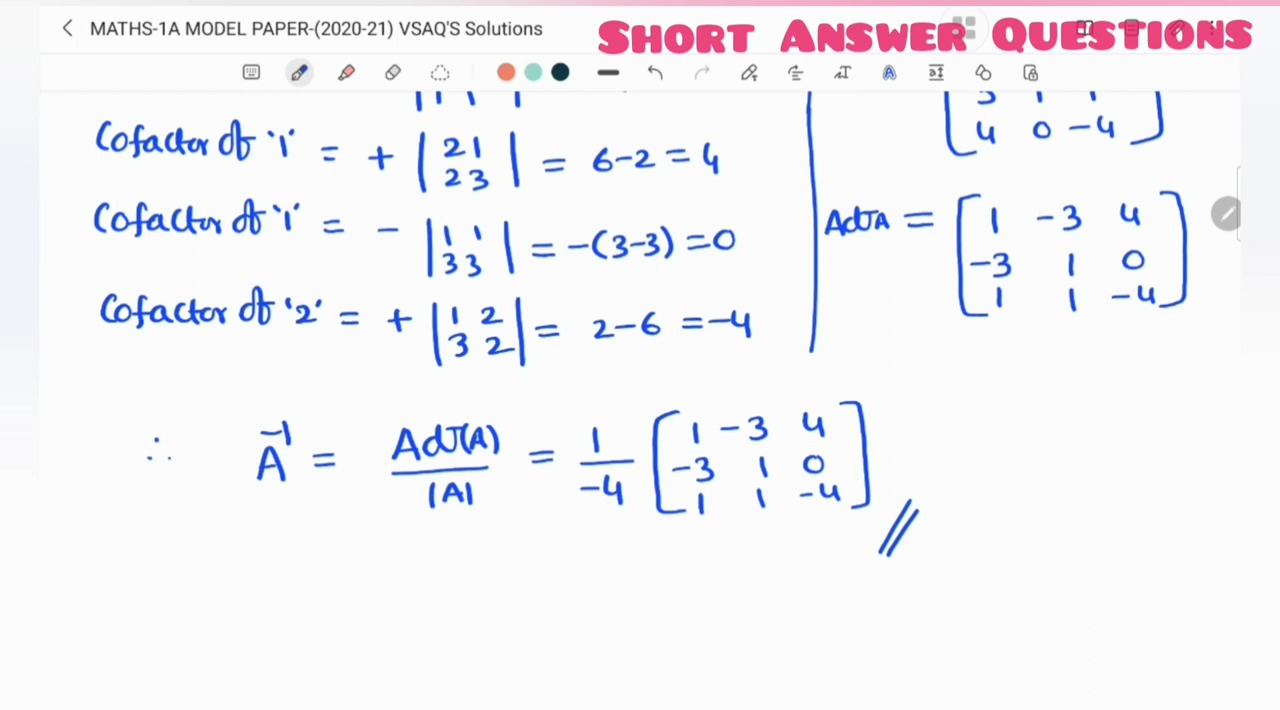 MATHS-1A MODEL PAPER-(2020-21) VSAQ'S Solutions
SHORT ANSWER QUESTIONS
Cofactor of '1' = + | 2 1 | = 6-2 = 4
2 3
Cofactor of '1' = - | 1 1 | = -(3-3) = 0
3 3
Cofactor of '2' = + | 1 2 | = 2-6 = -4
3 2
4 0 -4
AdJA = [ 1 -3 4
-3 1 0
1 1 -4 ]
∴ A⁻¹ = AdJ(A) / |A| = 1 / -4 [ 1 -3 4
-3 1 0
1 1 -4 ] //